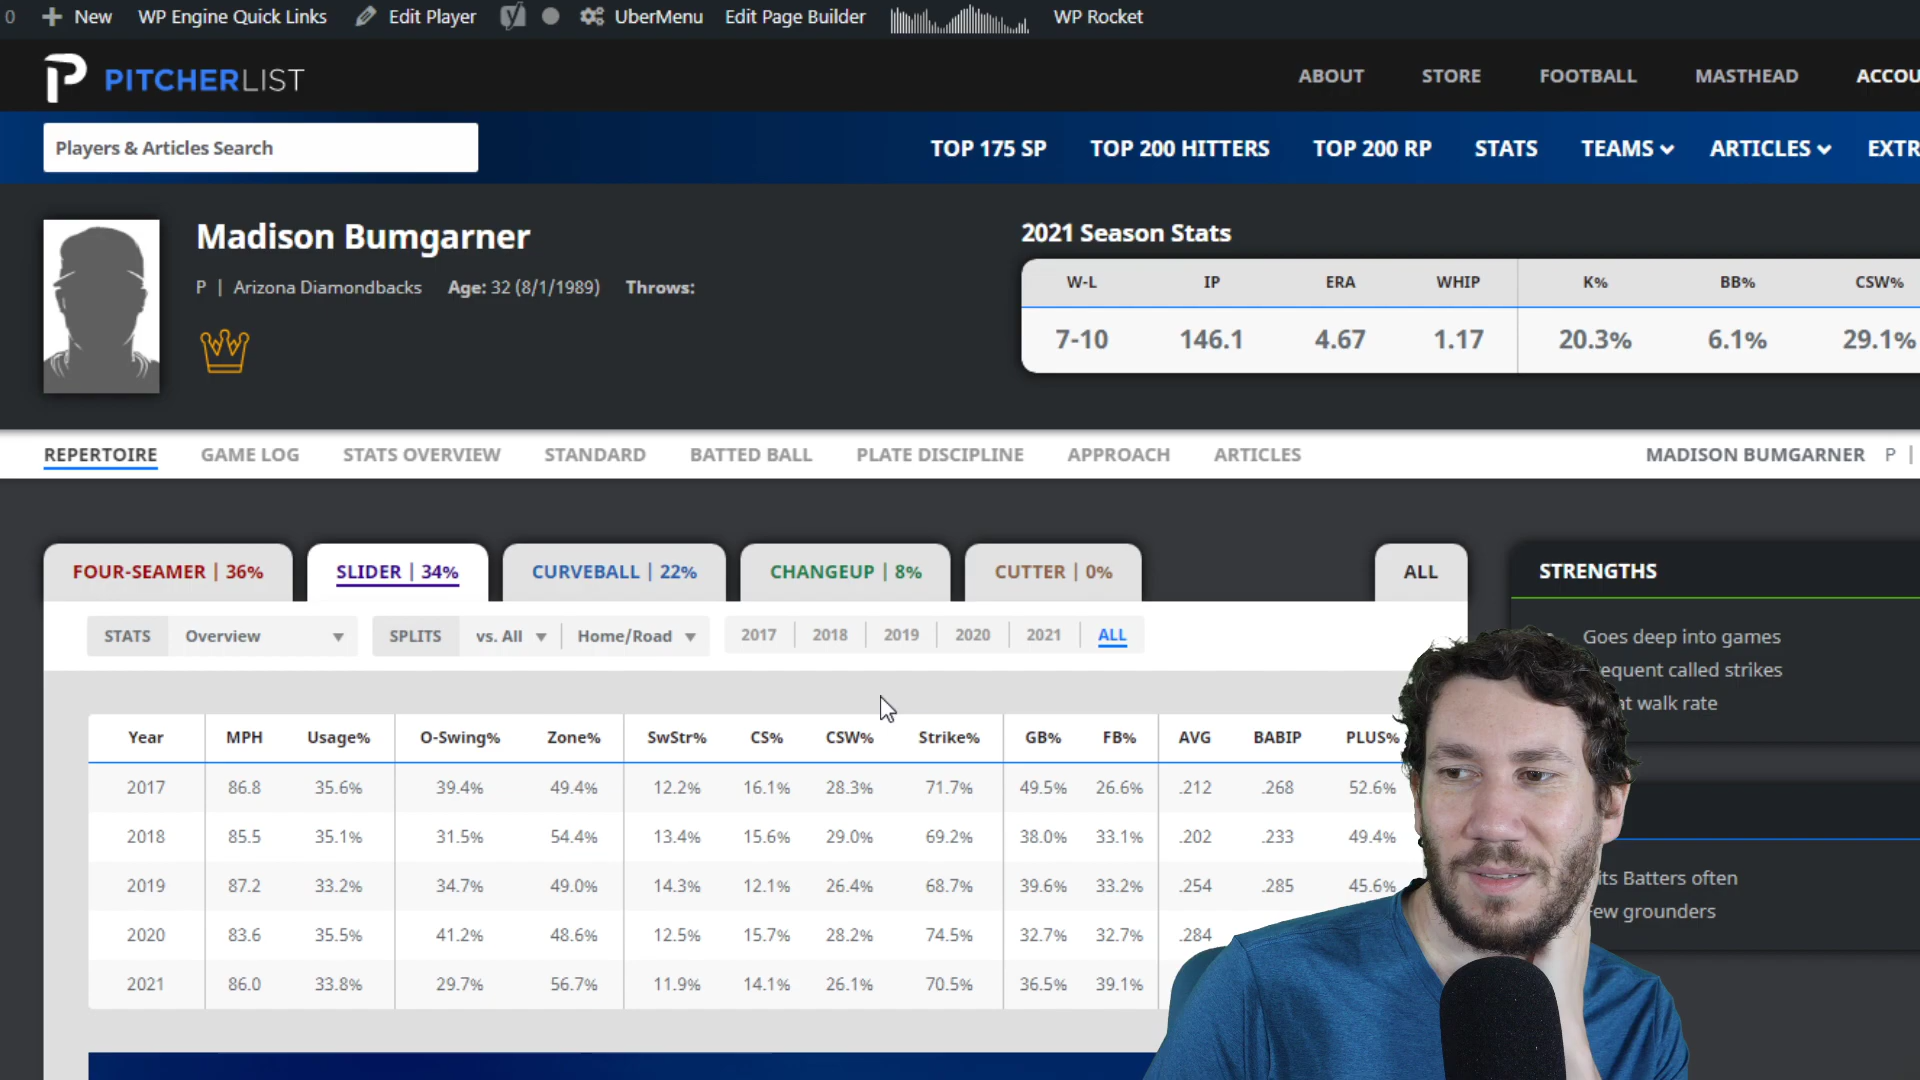 0 New WP Engine Quick Links Edit Player UberMenu Edit Page Builder WP Rocket
PITCHERLIST
ABOUT STORE FOOTBALL MASTHEAD ACCOU
Players & Articles Search
TOP 175 SP TOP 200 HITTERS TOP 200 RP STATS TEAMS ARTICLES EXTR
Madison Bumgarner
P | Arizona Diamondbacks Age: 32 (8/1/1989) Throws:
2021 Season Stats
W-L IP ERA WHIP K% BB% CSW%
7-10 146.1 4.67 1.17 20.3% 6.1% 29.1%
REPERTOIRE GAME LOG STATS OVERVIEW STANDARD BATTED BALL PLATE DISCIPLINE APPROACH ARTICLES MADISON BUMGARNER P |
FOUR-SEAMER | 36% SLIDER | 34% CURVEBALL | 22% CHANGEUP | 8% CUTTER | 0% ALL
STATS Overview SPLITS vs. All Home/Road 2017 2018 2019 2020 2021 ALL
Year MPH Usage% O-Swing% Zone% SwStr% CS% CSW% Strike% GB% FB% AVG BABIP PLUS%
2017 86.8 35.6% 39.4% 49.4% 12.2% 16.1% 28.3% 71.7% 49.5% 26.6% .212 .268 52.6%
2018 85.5 35.1% 31.5% 54.4% 13.4% 15.6% 29.0% 69.2% 38.0% 33.1% .202 .233 49.4%
2019 87.2 33.2% 34.7% 49.0% 14.3% 12.1% 26.4% 68.7% 39.6% 33.2% .254 .285 45.6%
2020 83.6 35.5% 41.2% 48.6% 12.5% 15.7% 28.2% 74.5% 32.7% 32.7% .284
2021 86.0 33.8% 29.7% 56.7% 11.9% 14.1% 26.1% 70.5% 36.5% 39.1%
STRENGTHS
Goes deep into games
equent called strikes
walk rate
Batters often
ew grounders